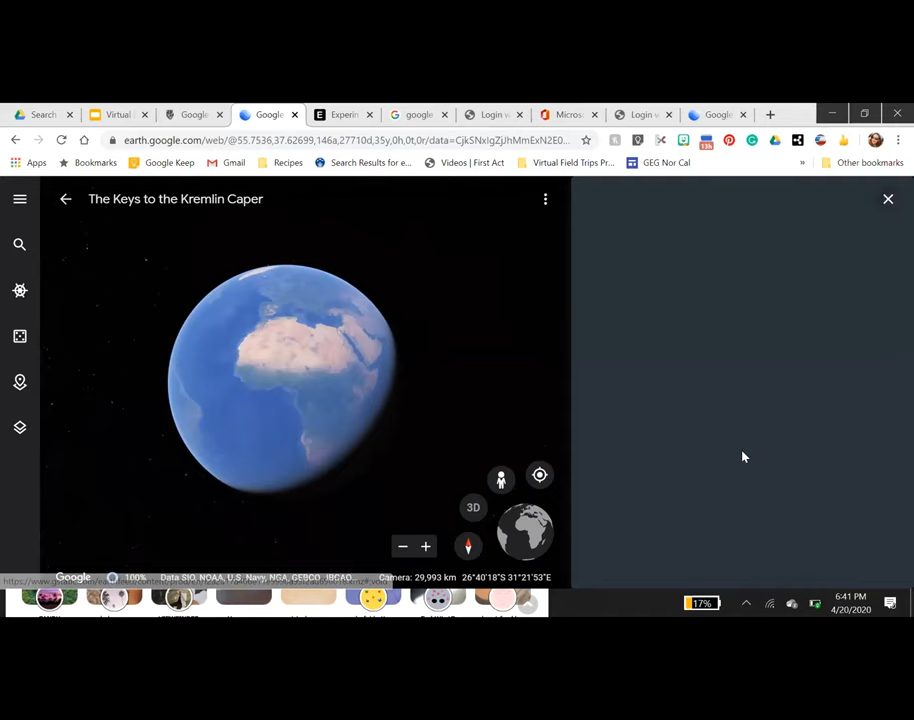 Search
Virtual
Google
Google
Experin
google
Login w
Micros
Login w
Google
earth.google.com/web/@55.7536,37.62699,146a,27710d,35y,0h,0t,0r/data=CjkSNxIgZjJhMmExN2E0...
13k
Apps
Bookmarks
Google Keep
Gmail
Recipes
Search Results for e...
Videos | First Act
Virtual Field Trips Pr...
GEG Nor Cal
»
Other bookmarks
The Keys to the Kremlin Caper
3D
Google
100%
Data SIO, NOAA, U.S. Navy, NGA, GEBCO, IBCAO
Camera: 29,993 km
26°40'18"S 31°21'53"E
17%
6:41 PM
4/20/2020